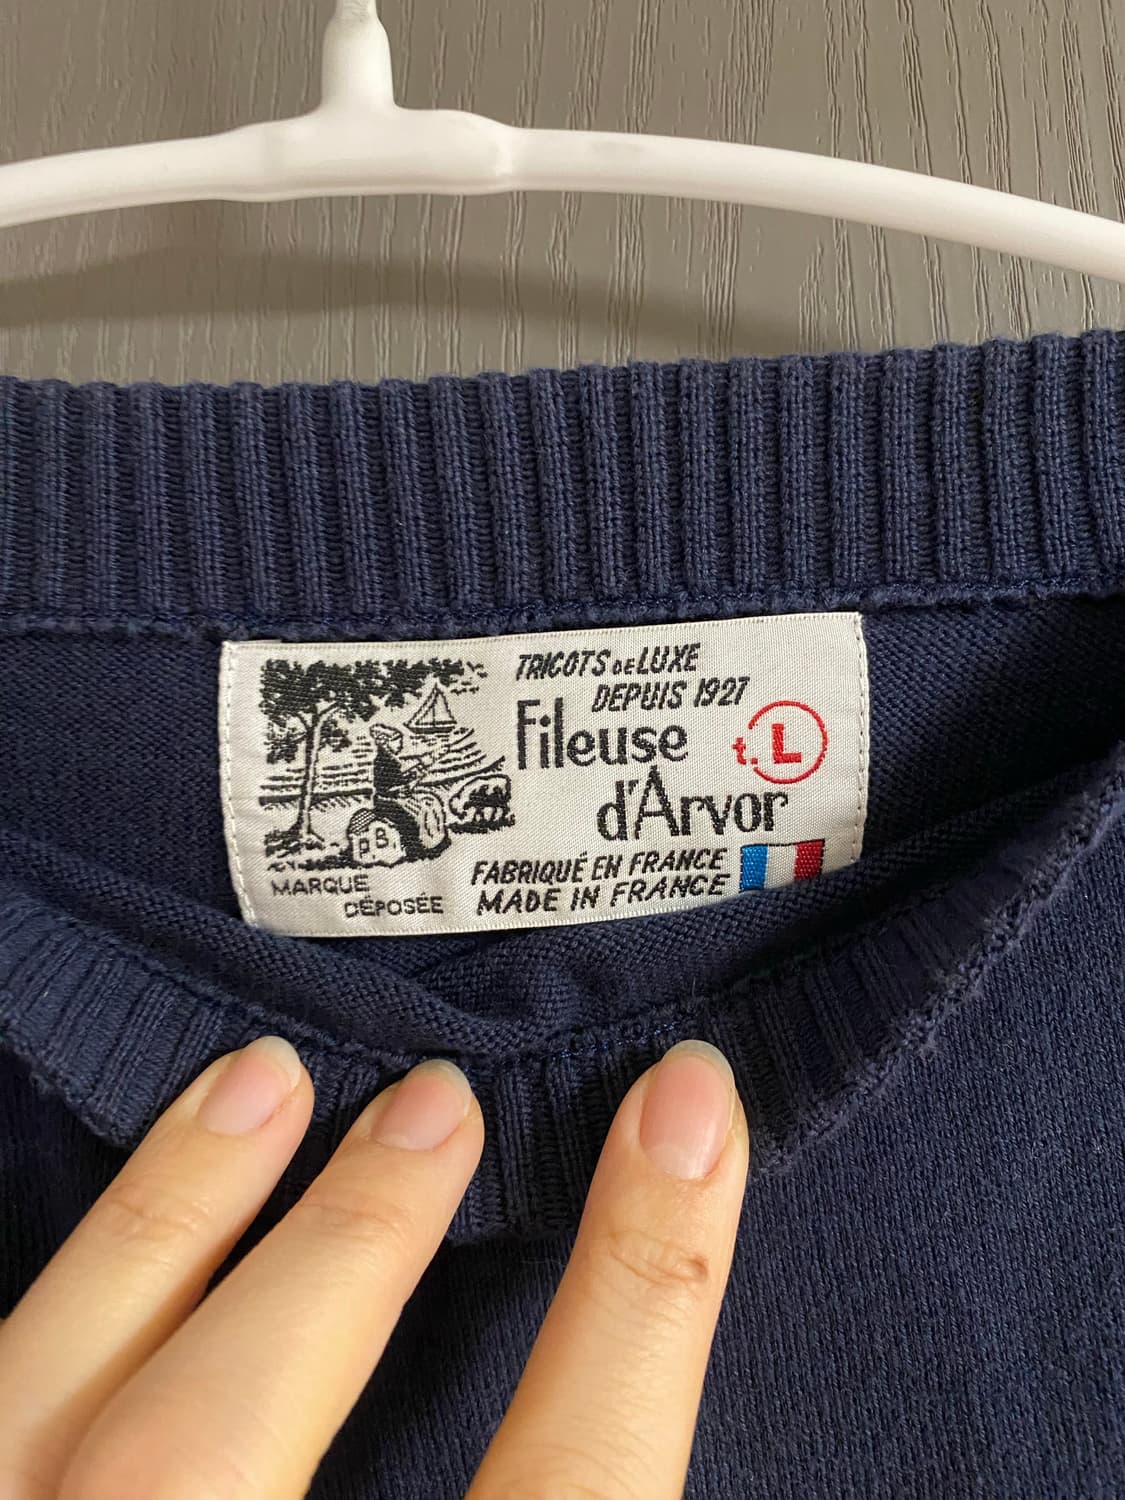 TRICOTS DE LUXE
DEPUIS 1927
Fileuse
d'Arvor
t. L
P.B.
MARQUE
DÉPOSÉE
FABRIQUÉ EN FRANCE
MADE IN FRANCE